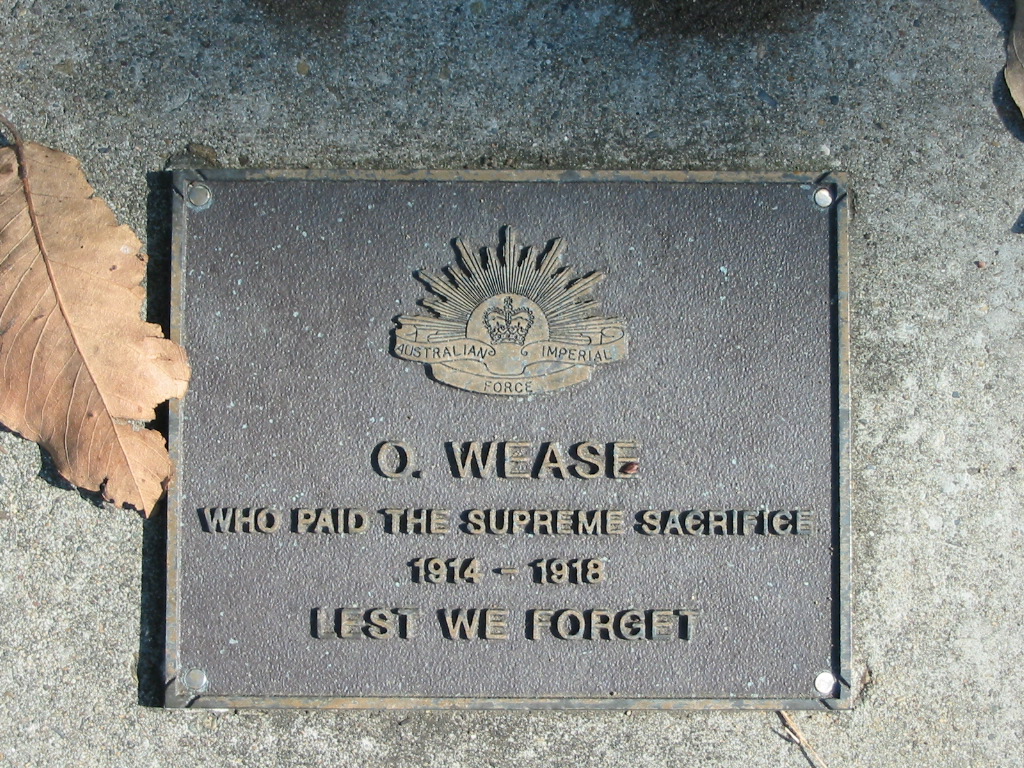 AUSTRALIAN IMPERIAL
FORCE
O. WEASE
WHO PAID THE SUPREME SACRIFICE
1914 - 1918
LEST WE FORGET